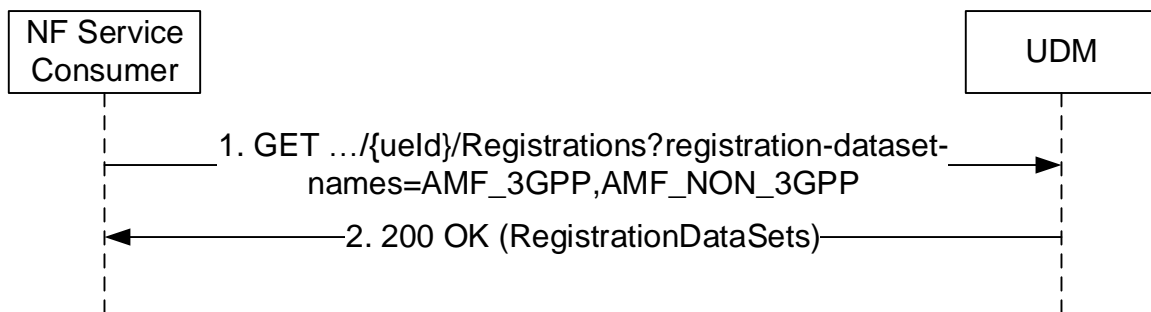 NF Service
Consumer
UDM
1. GET …/{ueId}/Registrations?registration-dataset-
names=AMF_3GPP,AMF_NON_3GPP
2. 200 OK (RegistrationDataSets)